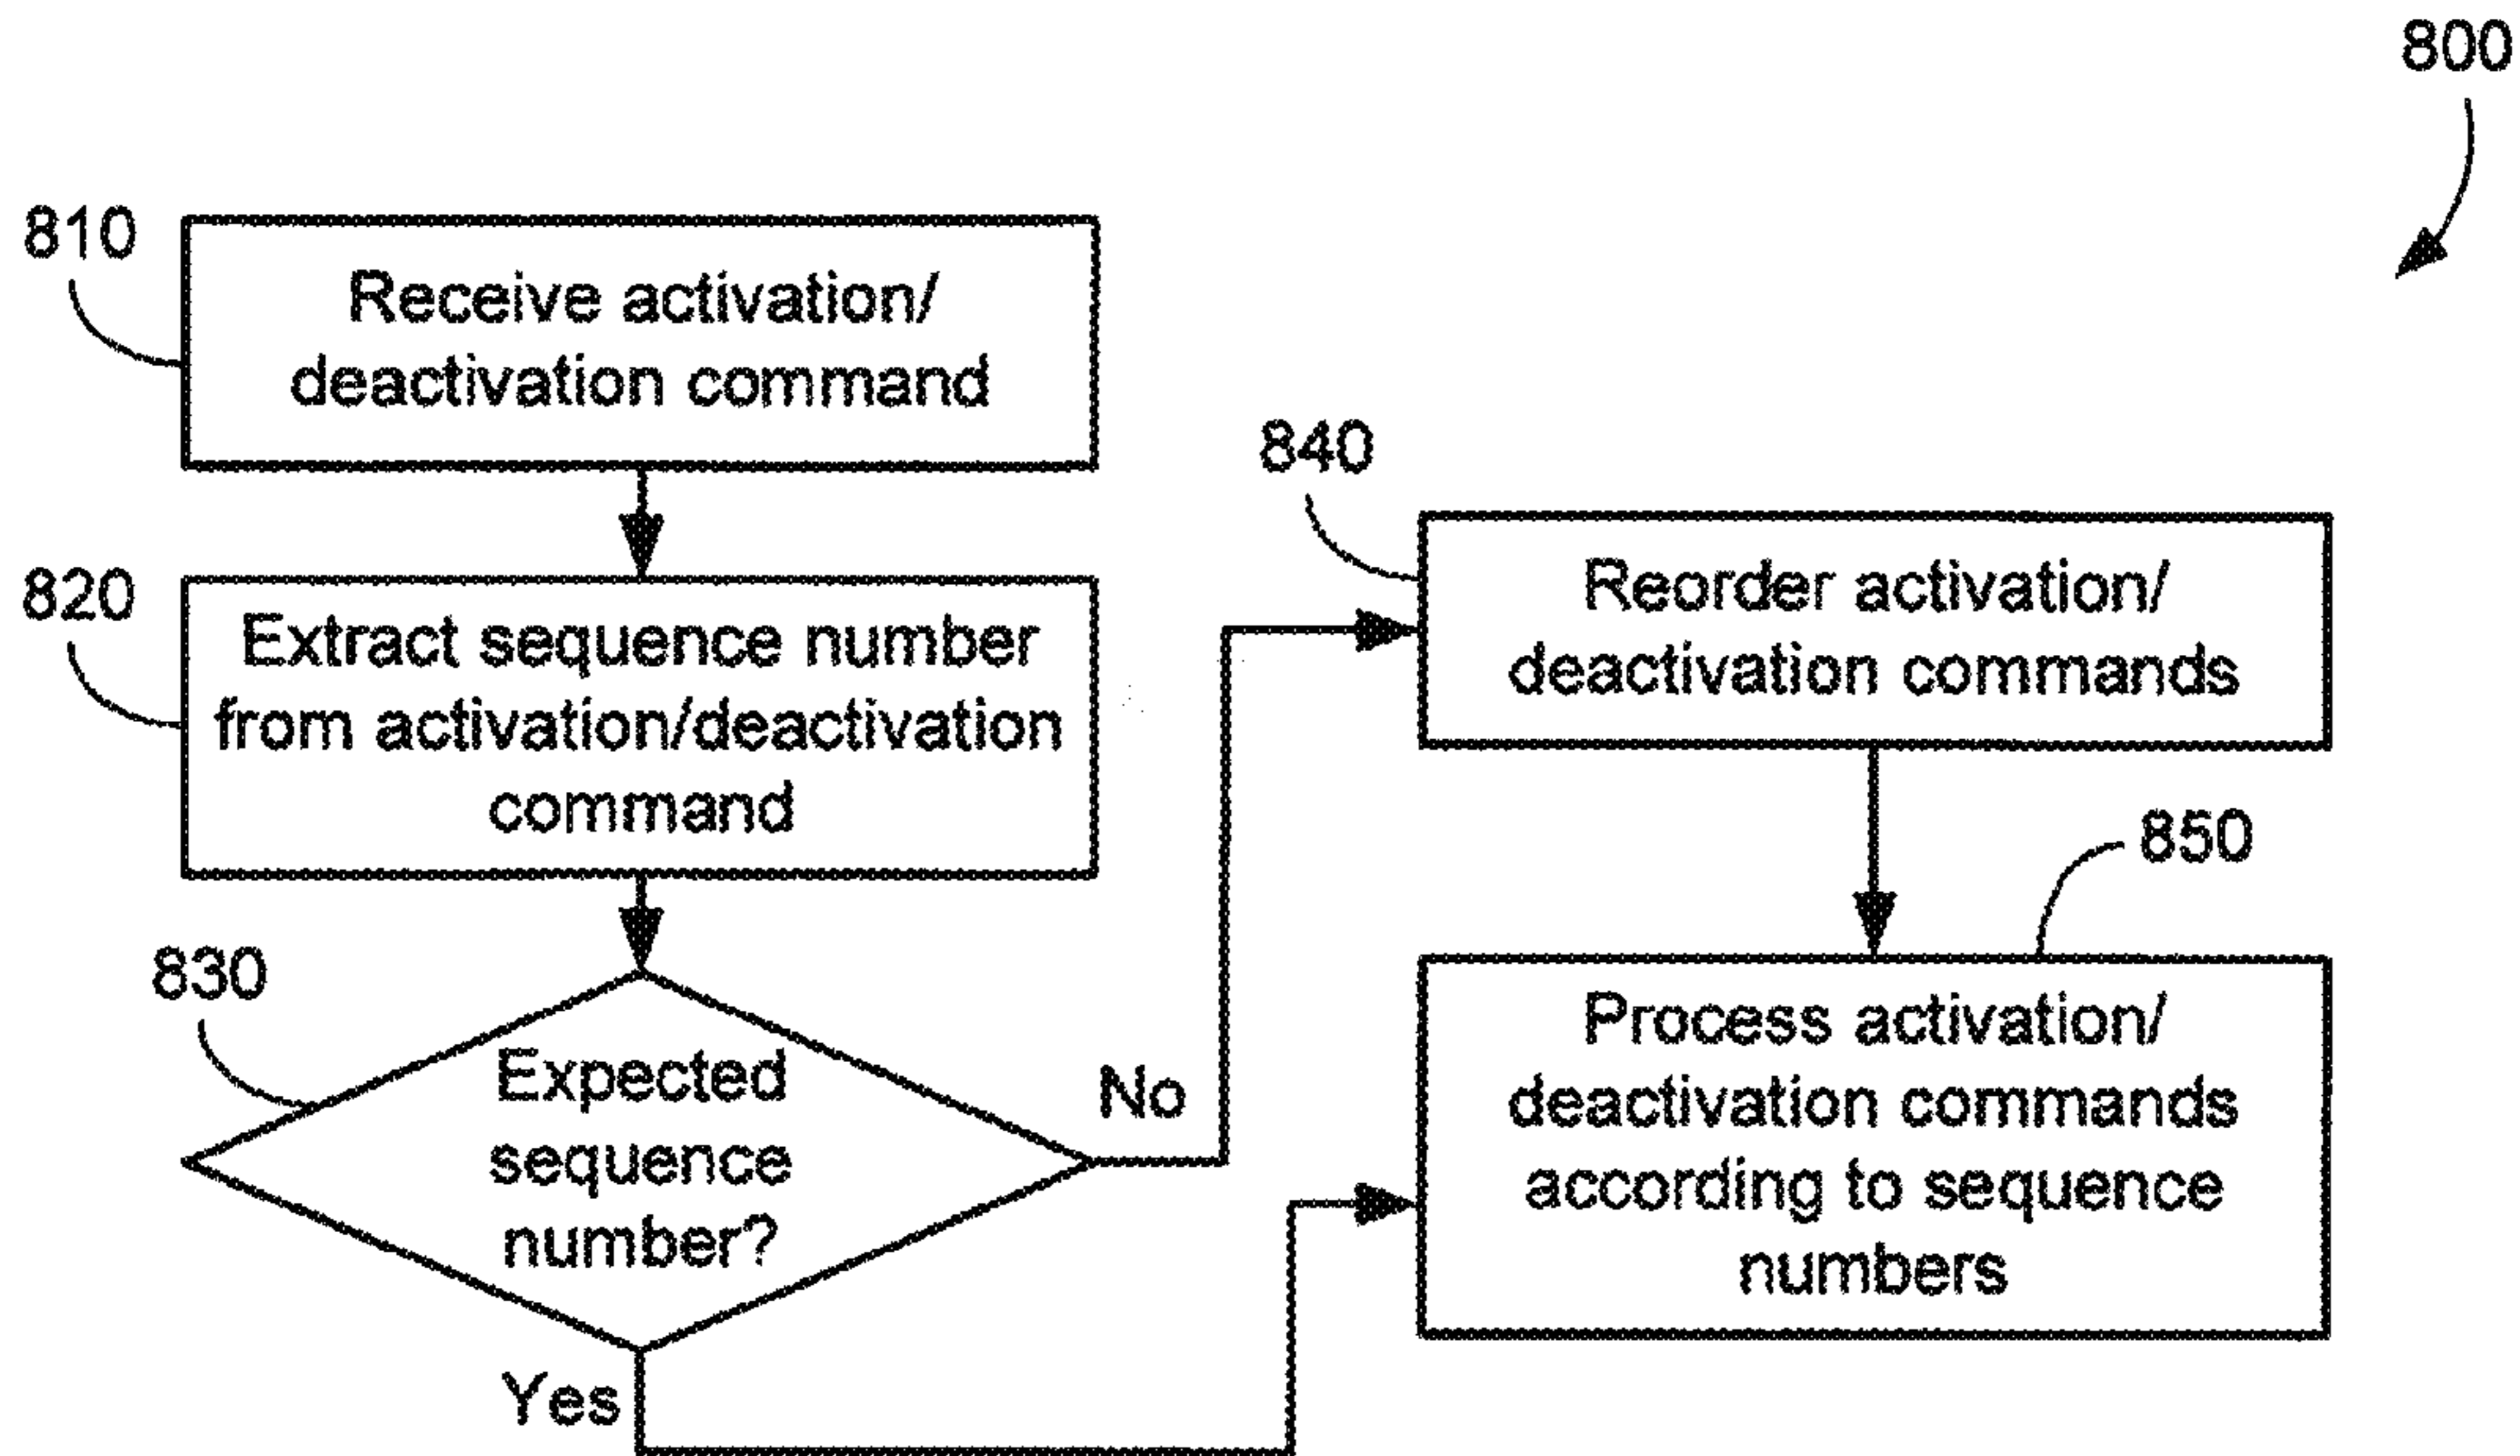 800
810
Receive activation/
deactivation command
820
Extract sequence number
from activation/deactivation
command
830
Expected
sequence
number?
No
Yes
840
Reorder activation/
deactivation commands
850
Process activation/
deactivation commands
according to sequence
numbers